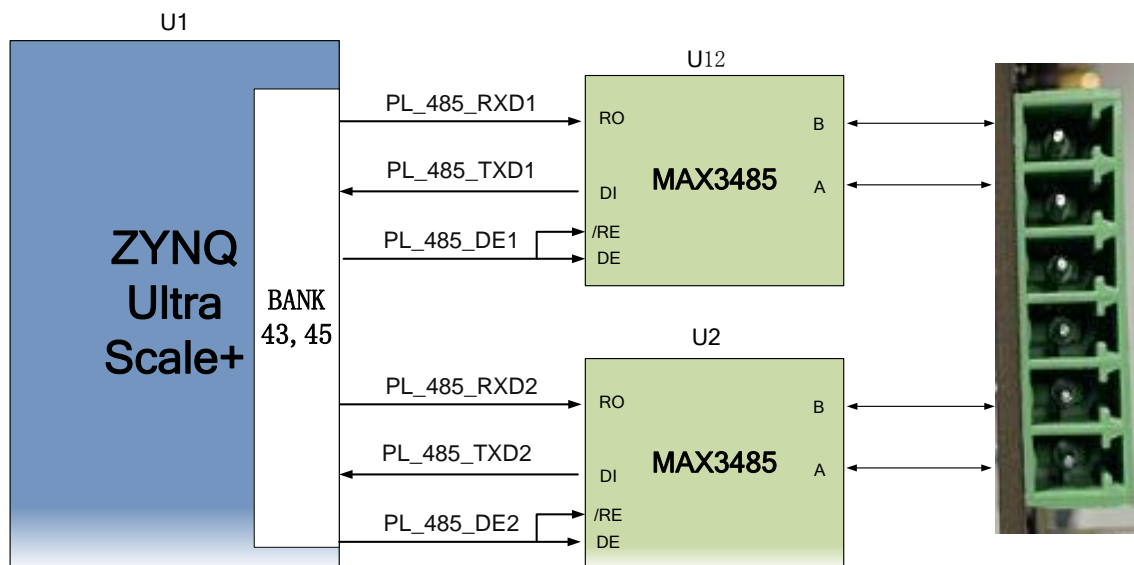 U1
ZYNQ
Ultra
Scale+
BANK
43, 45
PL_485_RXD1
PL_485_TXD1
PL_485_DE1
U12
RO
DI
/RE
DE
MAX3485
B
A
PL_485_RXD2
PL_485_TXD2
PL_485_DE2
U2
RO
DI
/RE
DE
MAX3485
B
A